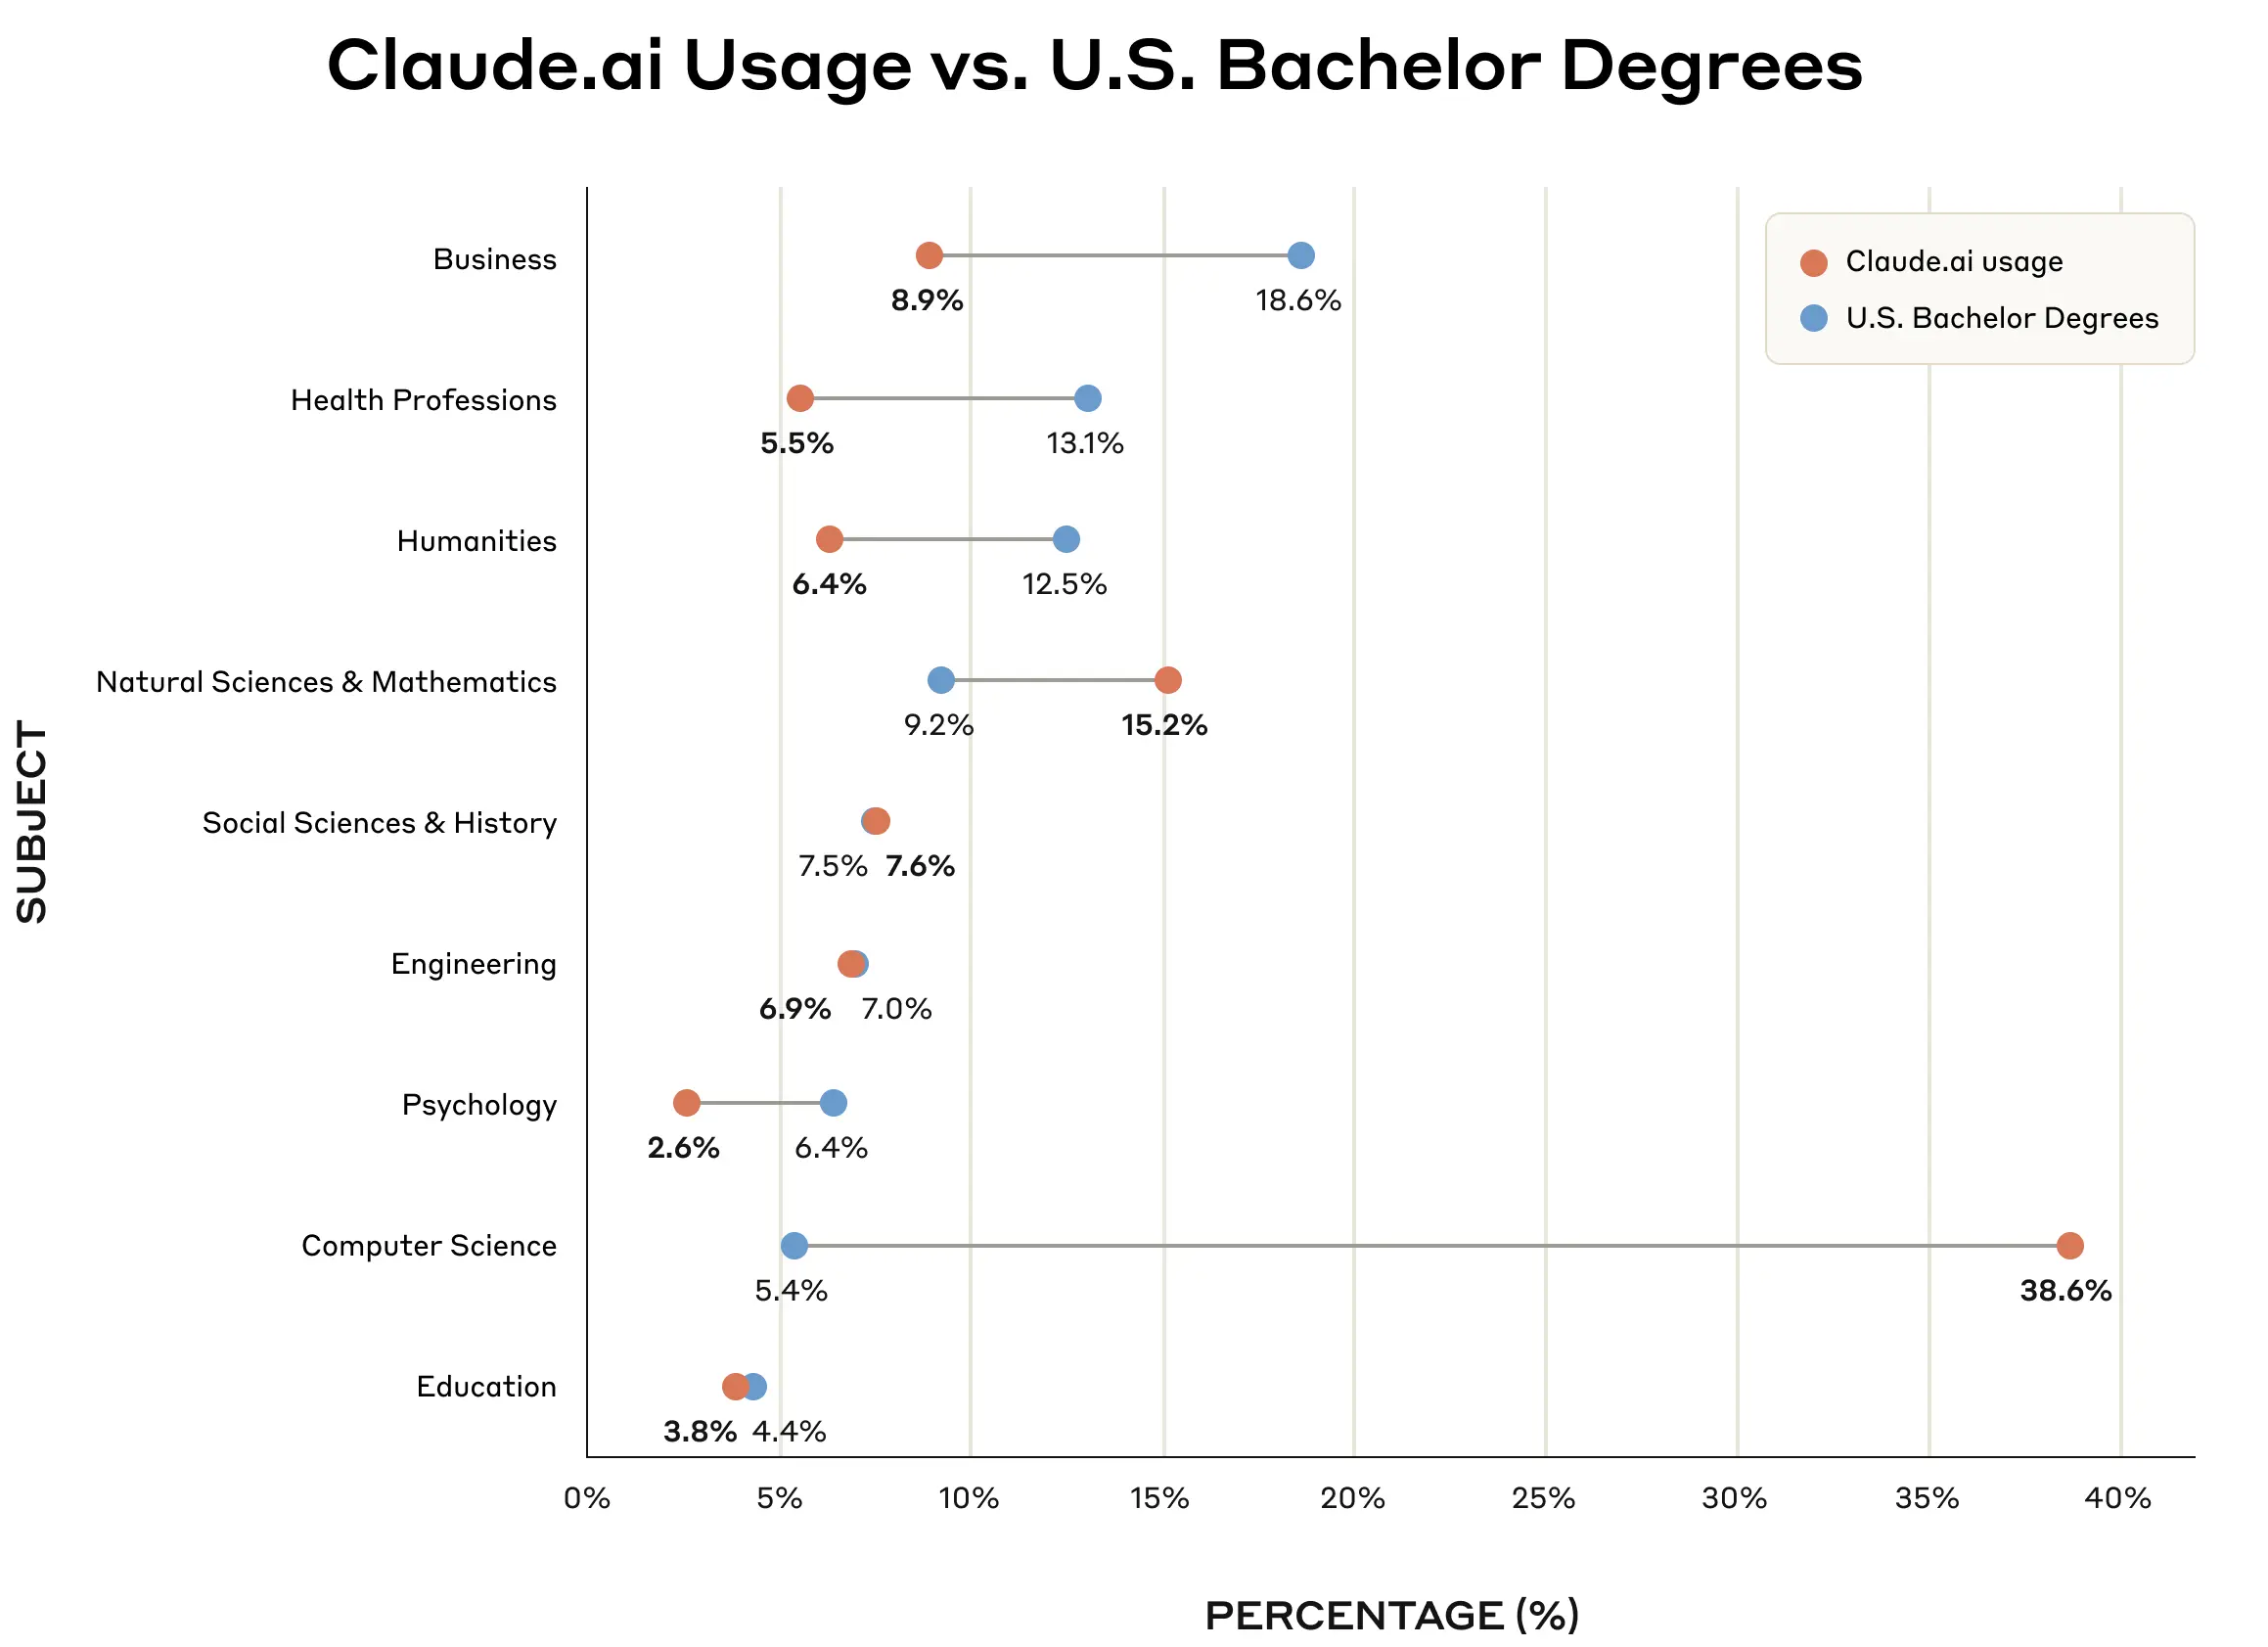 Claude.ai Usage vs. U.S. Bachelor Degrees
Claude.ai usage
U.S. Bachelor Degrees
SUBJECT
Business
8.9% 18.6%
Health Professions
5.5% 13.1%
Humanities
6.4% 12.5%
Natural Sciences & Mathematics
9.2% 15.2%
Social Sciences & History
7.5% 7.6%
Engineering
6.9% 7.0%
Psychology
2.6% 6.4%
Computer Science
5.4% 38.6%
Education
3.8% 4.4%
0% 5% 10% 15% 20% 25% 30% 35% 40%
PERCENTAGE (%)